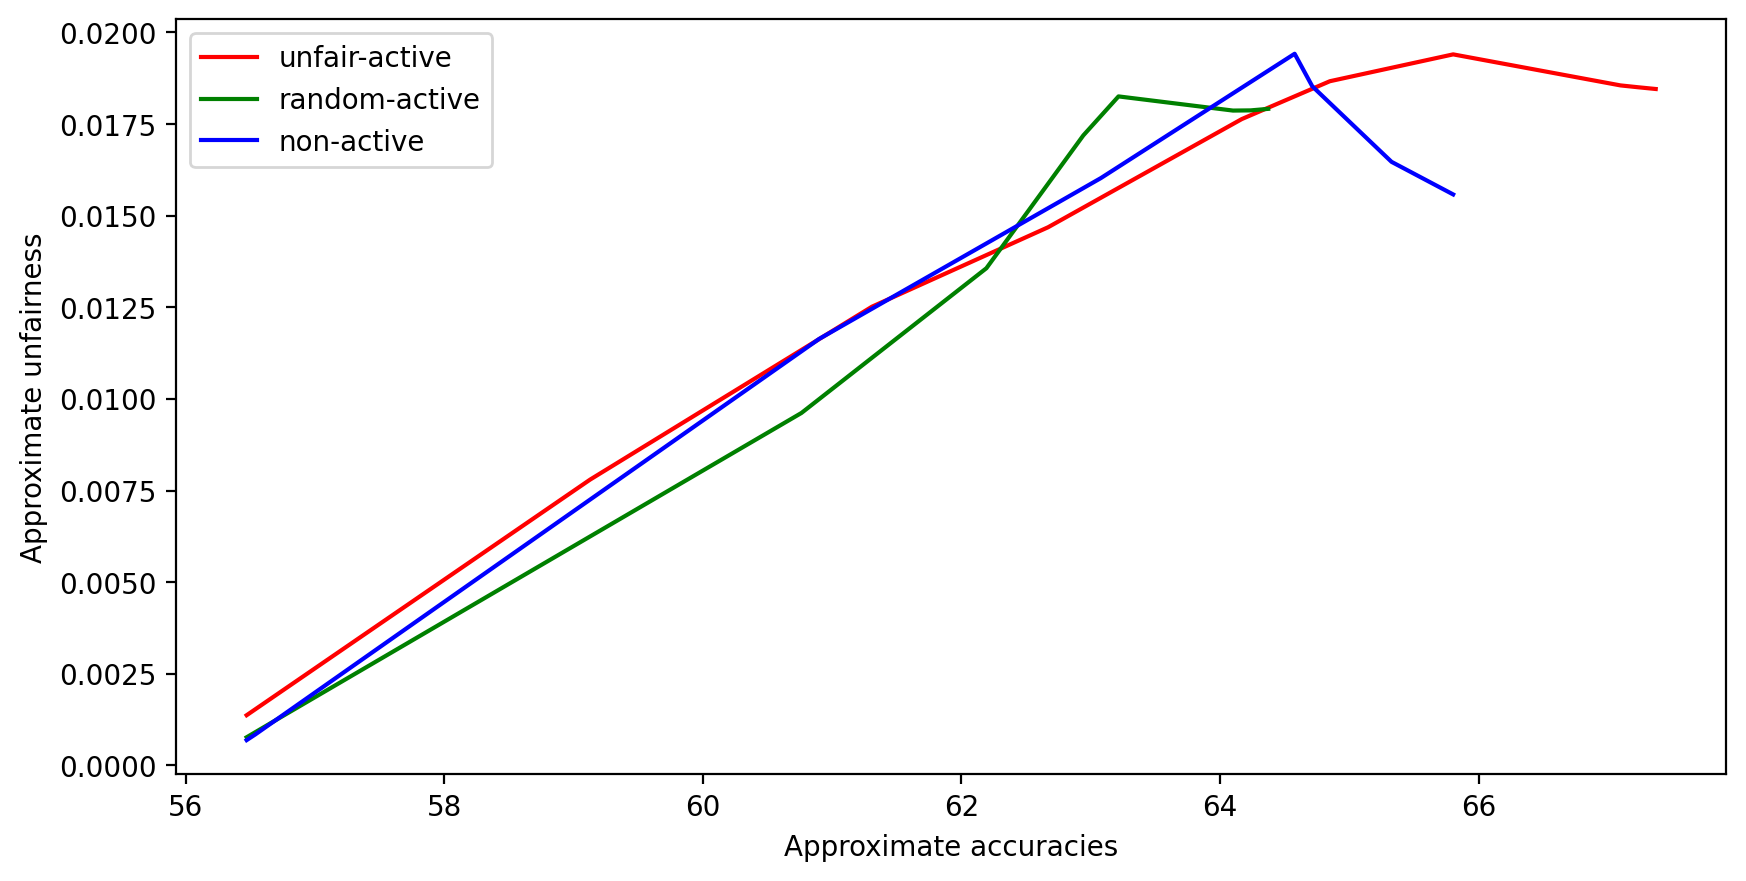 unfair-active
random-active
non-active
0.0200
0.0175
0.0150
0.0125
0.0100
0.0075
0.0050
0.0025
0.0000
Approximate unfairness
56 58 60 62 64 66
Approximate accuracies